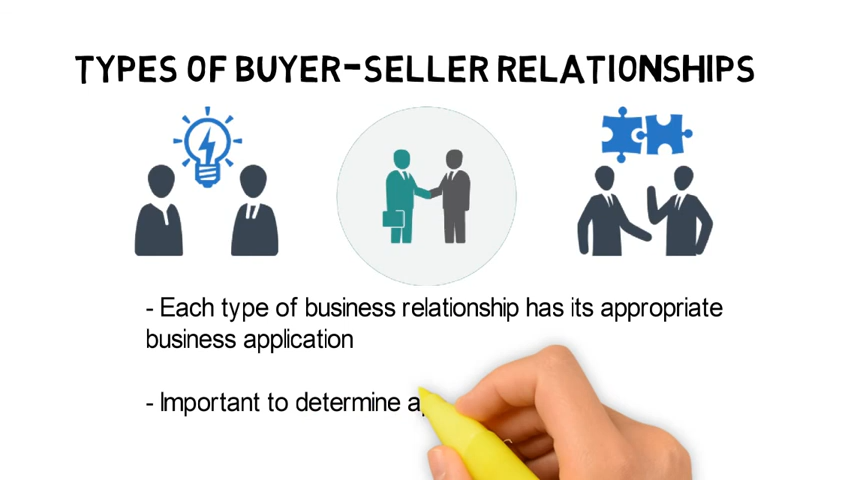 TYPES OF BUYER-SELLER RELATIONSHIPS
- Each type of business relationship has its appropriate
business application
- Important to determine